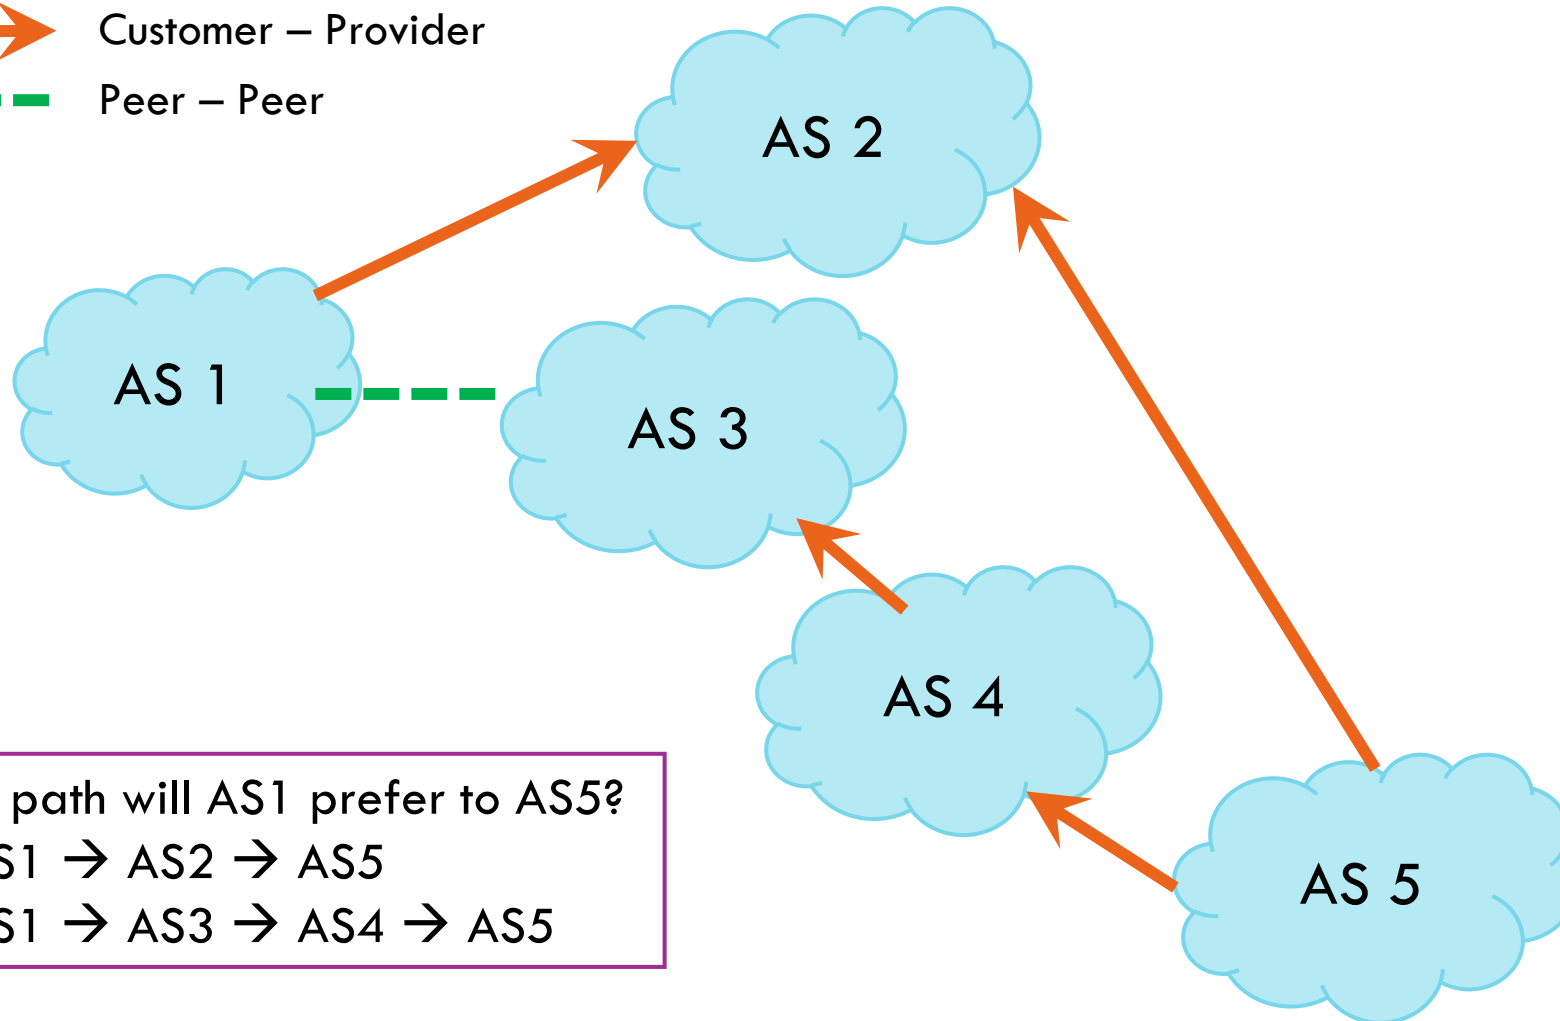 Customer – Provider
Peer – Peer
AS 2
AS 1
AS 3
AS 4
AS 5
path will AS1 prefer to AS5?
S1 → AS2 → AS5
S1 → AS3 → AS4 → AS5